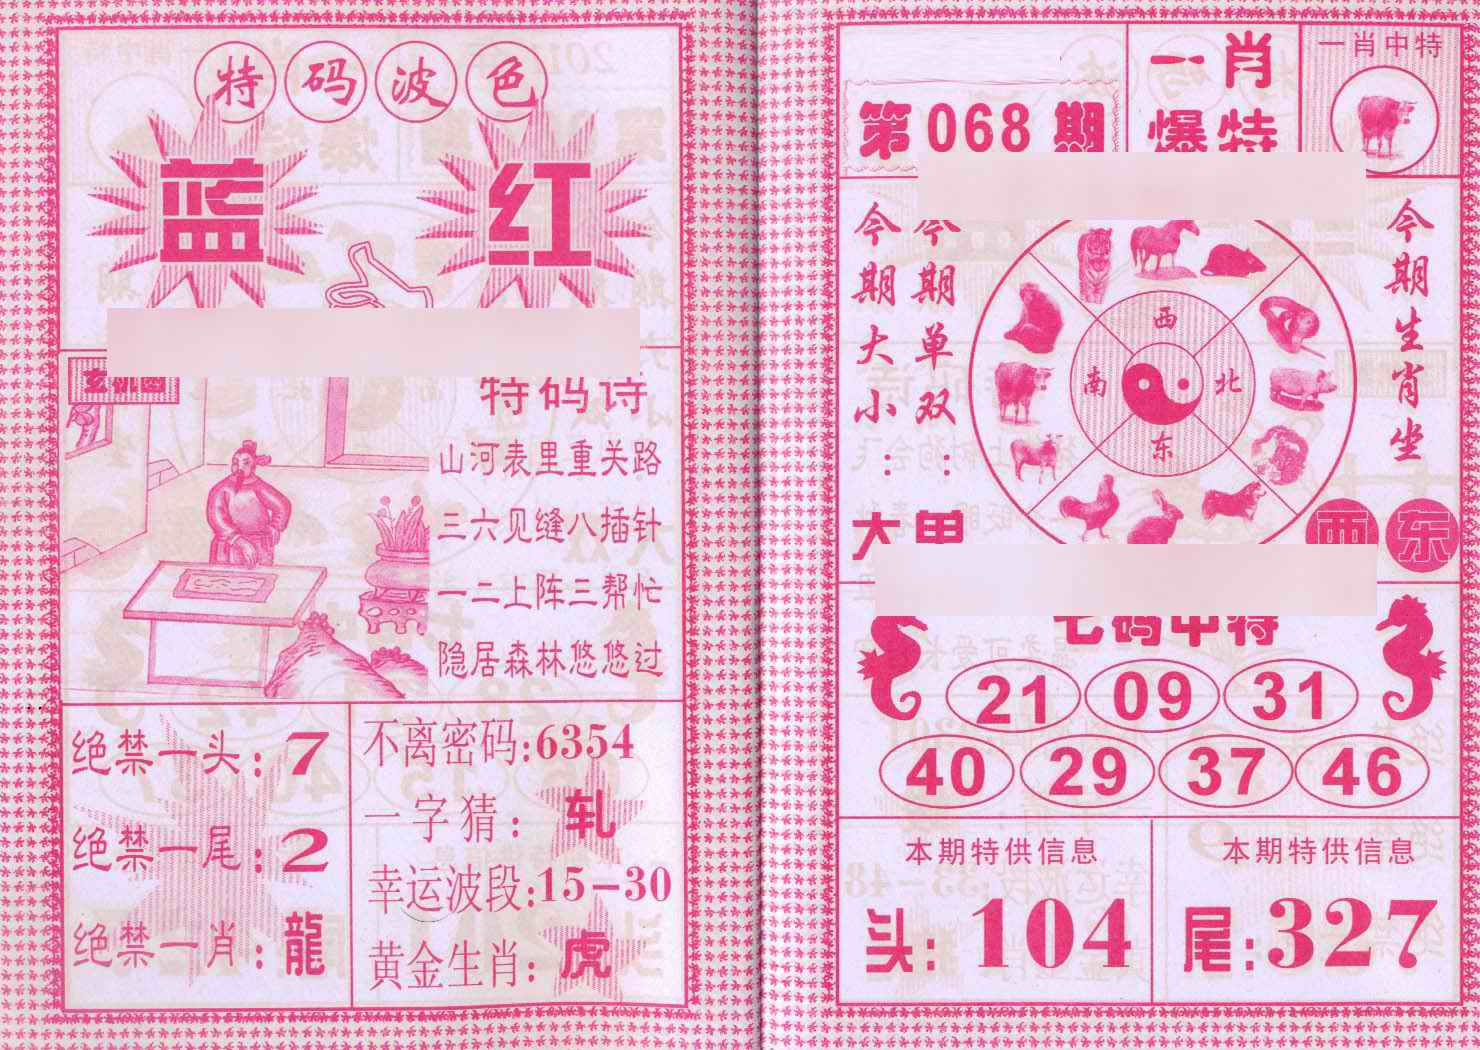 特码波色
蓝 红
玄机图
特码诗
山河表里重关路
三六见缝八插针
一二上阵三帮忙
隐居森林悠悠过
绝禁一头:7
绝禁一尾:2
绝禁一肖:龍
不离密码:6354
一字猜:轧
幸运波段:15-30
黄金生肖:虎
第068期
一肖
爆特
一肖中特
今期大小:大
今期单双:单
今期生肖坐
西 东
西
南 北
东
七码中特
21 09 31
40 29 37 46
本期特供信息
头:104
本期特供信息
尾:327